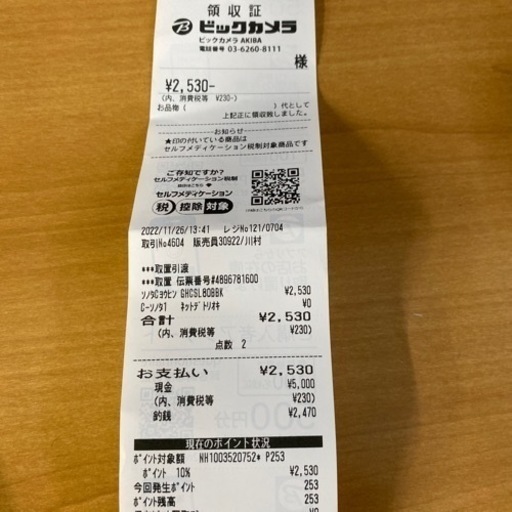 領収証
ビックカメラ
ビックカメラ AKIBA
電話番号 03-6260-8111
様
¥2,530-
(内、消費税等 ¥230-)
お品物( )代として
上記正に領収致しました。
お知らせ
★印の付いている商品は
セルフメディケーション税制対象商品です
ご存知ですか?
セルフメディケーション税制
セルフメディケーション
税 控除 対象
2022/11/26/13:41 レジNo121/0704
取引No4604 販売員30922/川村
***取置引渡
***取置 伝票番号#4896781600
ソノタCショウヒン GHCSL80BBK ¥2,530
Cーソノタ1 ネットデトリオキ ¥0
合計 ¥2,530
(内、消費税等 ¥230)
点数 2
お支払い ¥2,530
現金 ¥5,000
(内、消費税等 ¥230)
釣銭 ¥2,470
現在のポイント状況
ポイント対象額 NH1003520752* P253
ポイント 10% ¥2,530
今回発生ポイント 253
ポイント残高 253
¥0